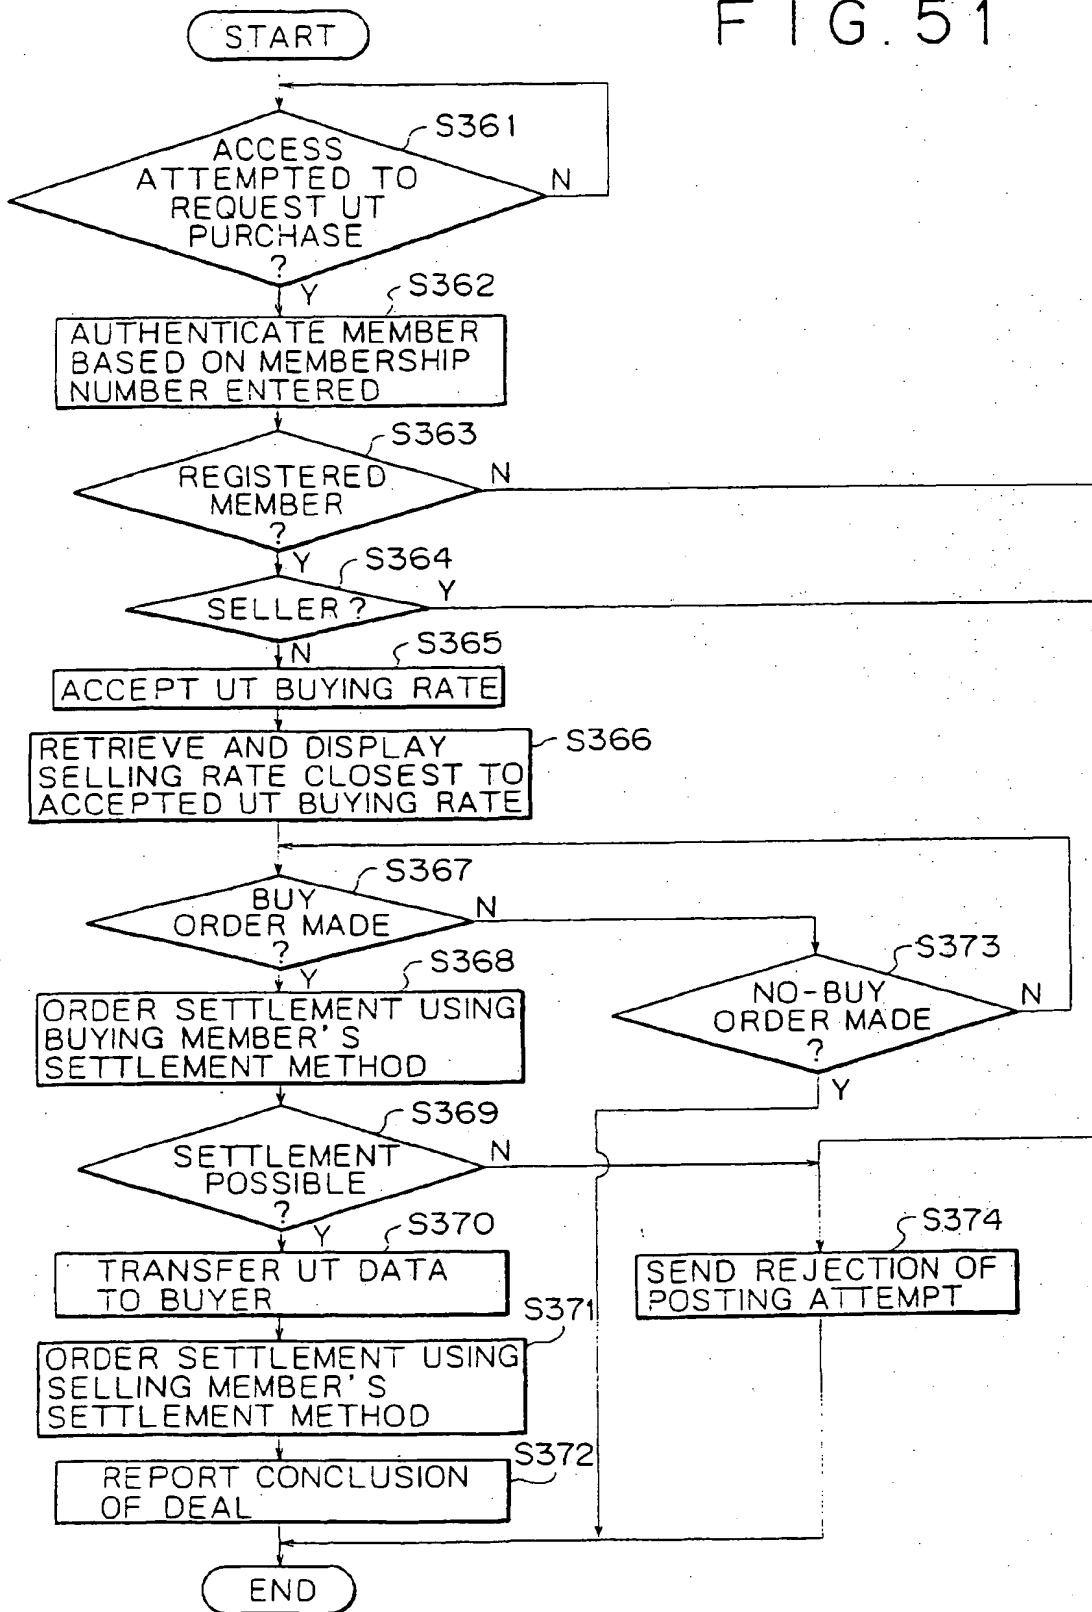 FIG.51
START
S361
ACCESS
ATTEMPTED TO
REQUEST UT
PURCHASE
?
N
Y
S362
AUTHENTICATE MEMBER
BASED ON MEMBERSHIP
NUMBER ENTERED
S363
REGISTERED
MEMBER
?
N
Y
S364
SELLER?
Y
N
S365
ACCEPT UT BUYING RATE
S366
RETRIEVE AND DISPLAY
SELLING RATE CLOSEST TO
ACCEPTED UT BUYING RATE
S367
BUY
ORDER MADE
?
N
Y
S373
NO-BUY
ORDER MADE
?
N
Y
S368
ORDER SETTLEMENT USING
BUYING MEMBER'S
SETTLEMENT METHOD
S369
SETTLEMENT
POSSIBLE
?
N
Y
S370
TRANSFER UT DATA
TO BUYER
S374
SEND REJECTION OF
POSTING ATTEMPT
S371
ORDER SETTLEMENT USING
SELLING MEMBER'S
SETTLEMENT METHOD
S372
REPORT CONCLUSION
OF DEAL
END